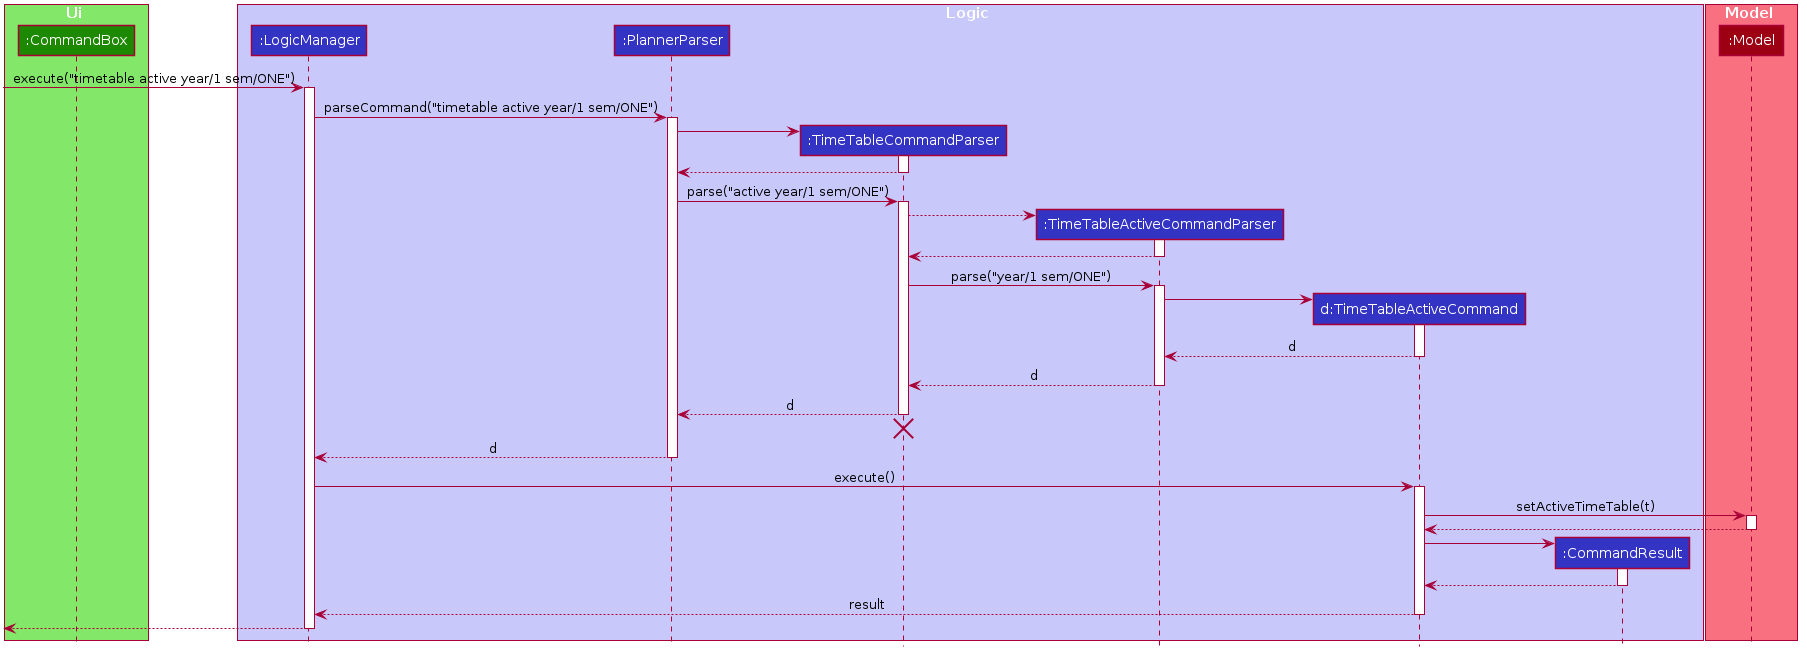 Ui
Logic
Model
:CommandBox
:LogicManager
:PlannerParser
:Model
execute("timetable active year/1 sem/ONE")
parseCommand("timetable active year/1 sem/ONE")
:TimeTableCommandParser
parse("active year/1 sem/ONE")
:TimeTableActiveCommandParser
parse("year/1 sem/ONE")
d:TimeTableActiveCommand
d
d
d
d
execute()
setActiveTimeTable(t)
:CommandResult
result